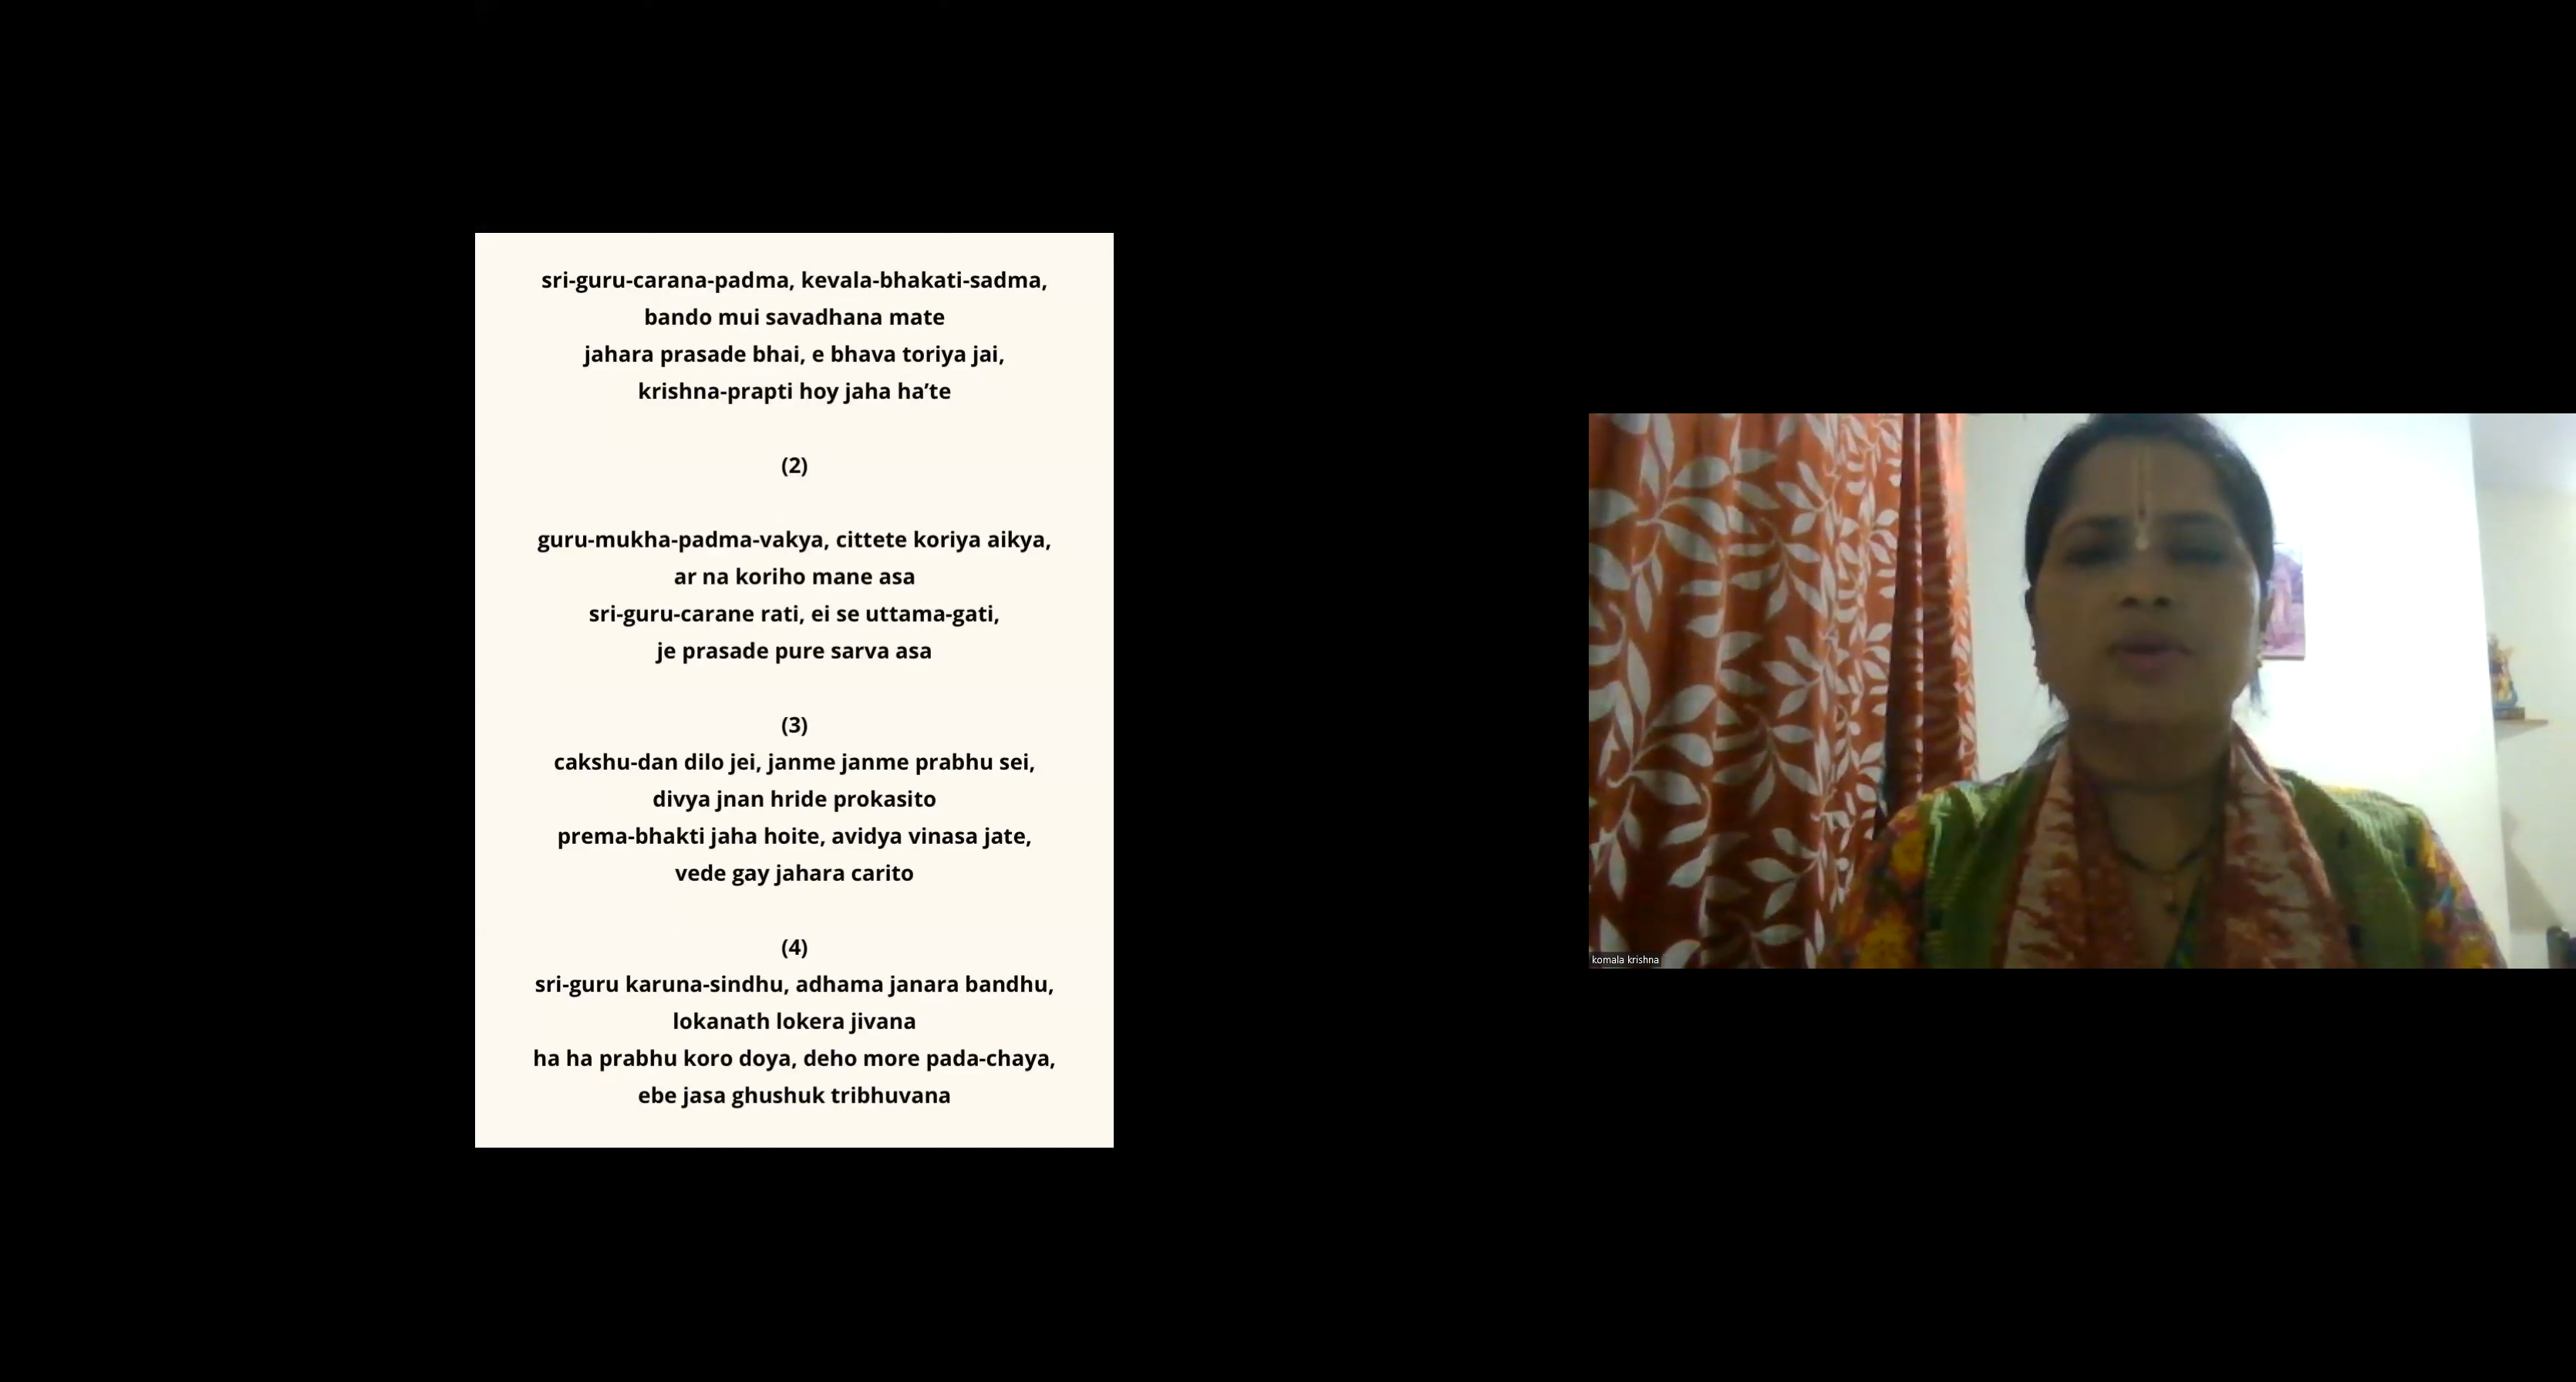 sri-guru-carana-padma, kevala-bhakati-sadma,
bando mui savadhana mate
jahara prasade bhai, e bhava toriya jai,
krishna-prapti hoy jaha ha’te
(2)
guru-mukha-padma-vakya, cittete koriya aikya,
ar na koriho mane asa
sri-guru-carane rati, ei se uttama-gati,
je prasade pure sarva asa
(3)
cakshu-dan dilo jei, janme janme prabhu sei,
divya jnan hride prokasito
prema-bhakti jaha hoite, avidya vinasa jate,
vede gay jahara carito
(4)
sri-guru karuna-sindhu, adhama janara bandhu,
lokanath lokera jivana
ha ha prabhu koro doya, deho more pada-chaya,
ebe jasa ghushuk tribhuvana
komala krishna